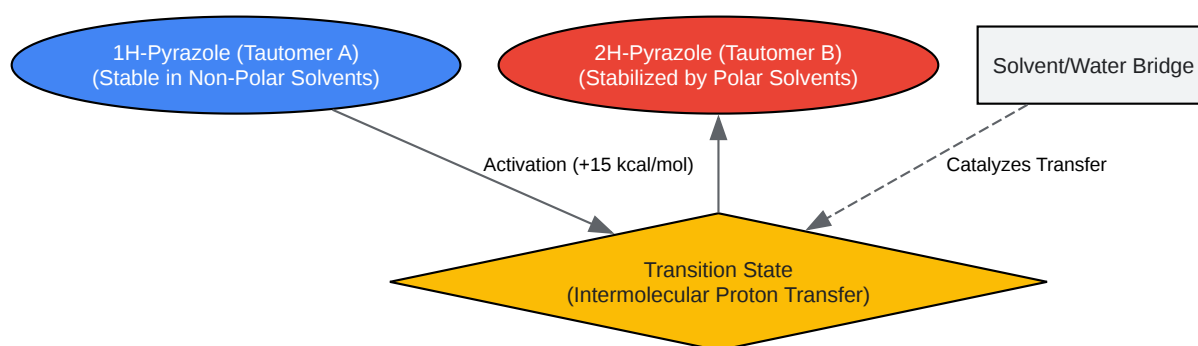 1H-Pyrazole (Tautomer A)
(Stable in Non-Polar Solvents)
2H-Pyrazole (Tautomer B)
(Stabilized by Polar Solvents)
Solvent/Water Bridge
Activation (+15 kcal/mol)
Catalyzes Transfer
Transition State
(Intermolecular Proton Transfer)